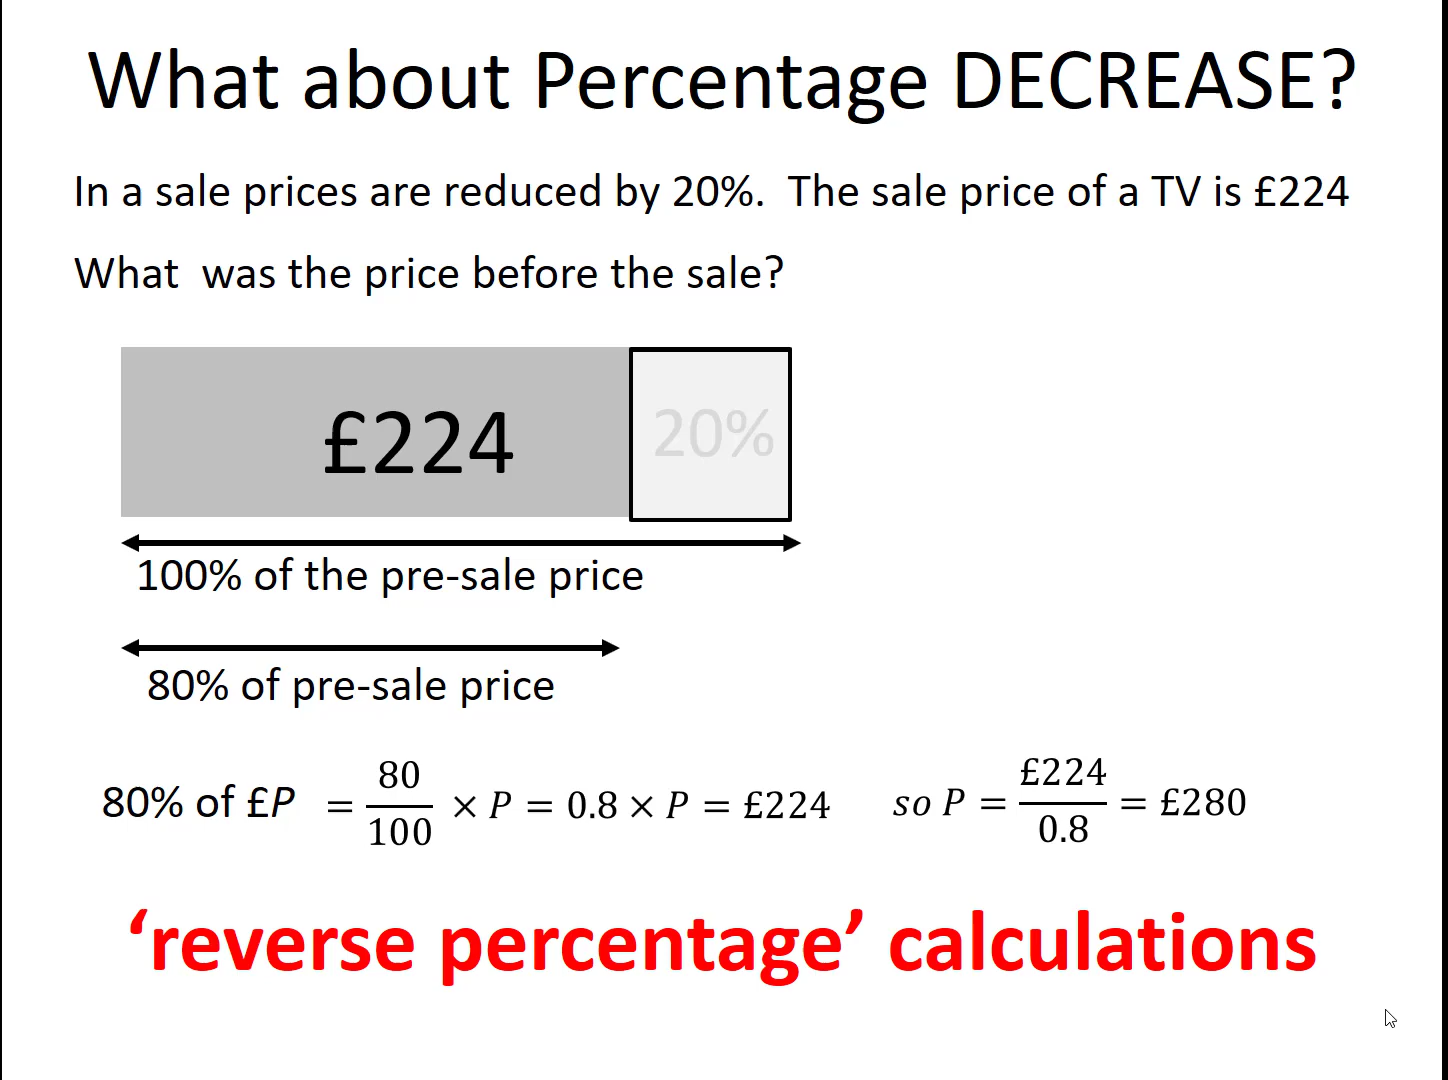 What about Percentage DECREASE?
In a sale prices are reduced by 20%.  The sale price of a TV is £224
What  was the price before the sale?
£224
20%
100% of the pre-sale price
80% of pre-sale price
80% of £P = 80/100 × P = 0.8 × P = £224 so P = £224/0.8 = £280
‘reverse percentage’ calculations